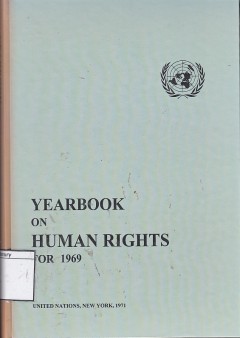 YEARBOOK
ON
HUMAN RIGHTS
FOR 1969
UNITED NATIONS, NEW YORK, 1971